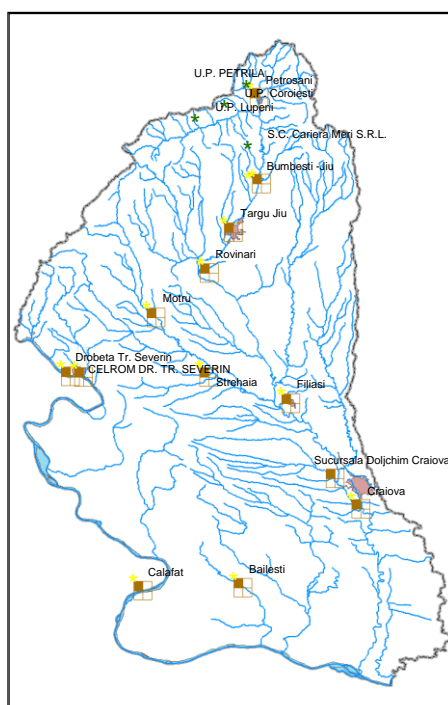 U.P. PETRILA
Petrosani
U.P. Coroiesti
U.P. Lupeni
S.C. Cariera Meri S.R.L.
Bumbesti -Jiu
Targu Jiu
Rovinari
Motru
Drobeta Tr. Severin
CELROM DR. TR. SEVERIN
Strehaia
Filiasi
Sucursala Doljchim Craiova
Craiova
Calafat
Bailesti